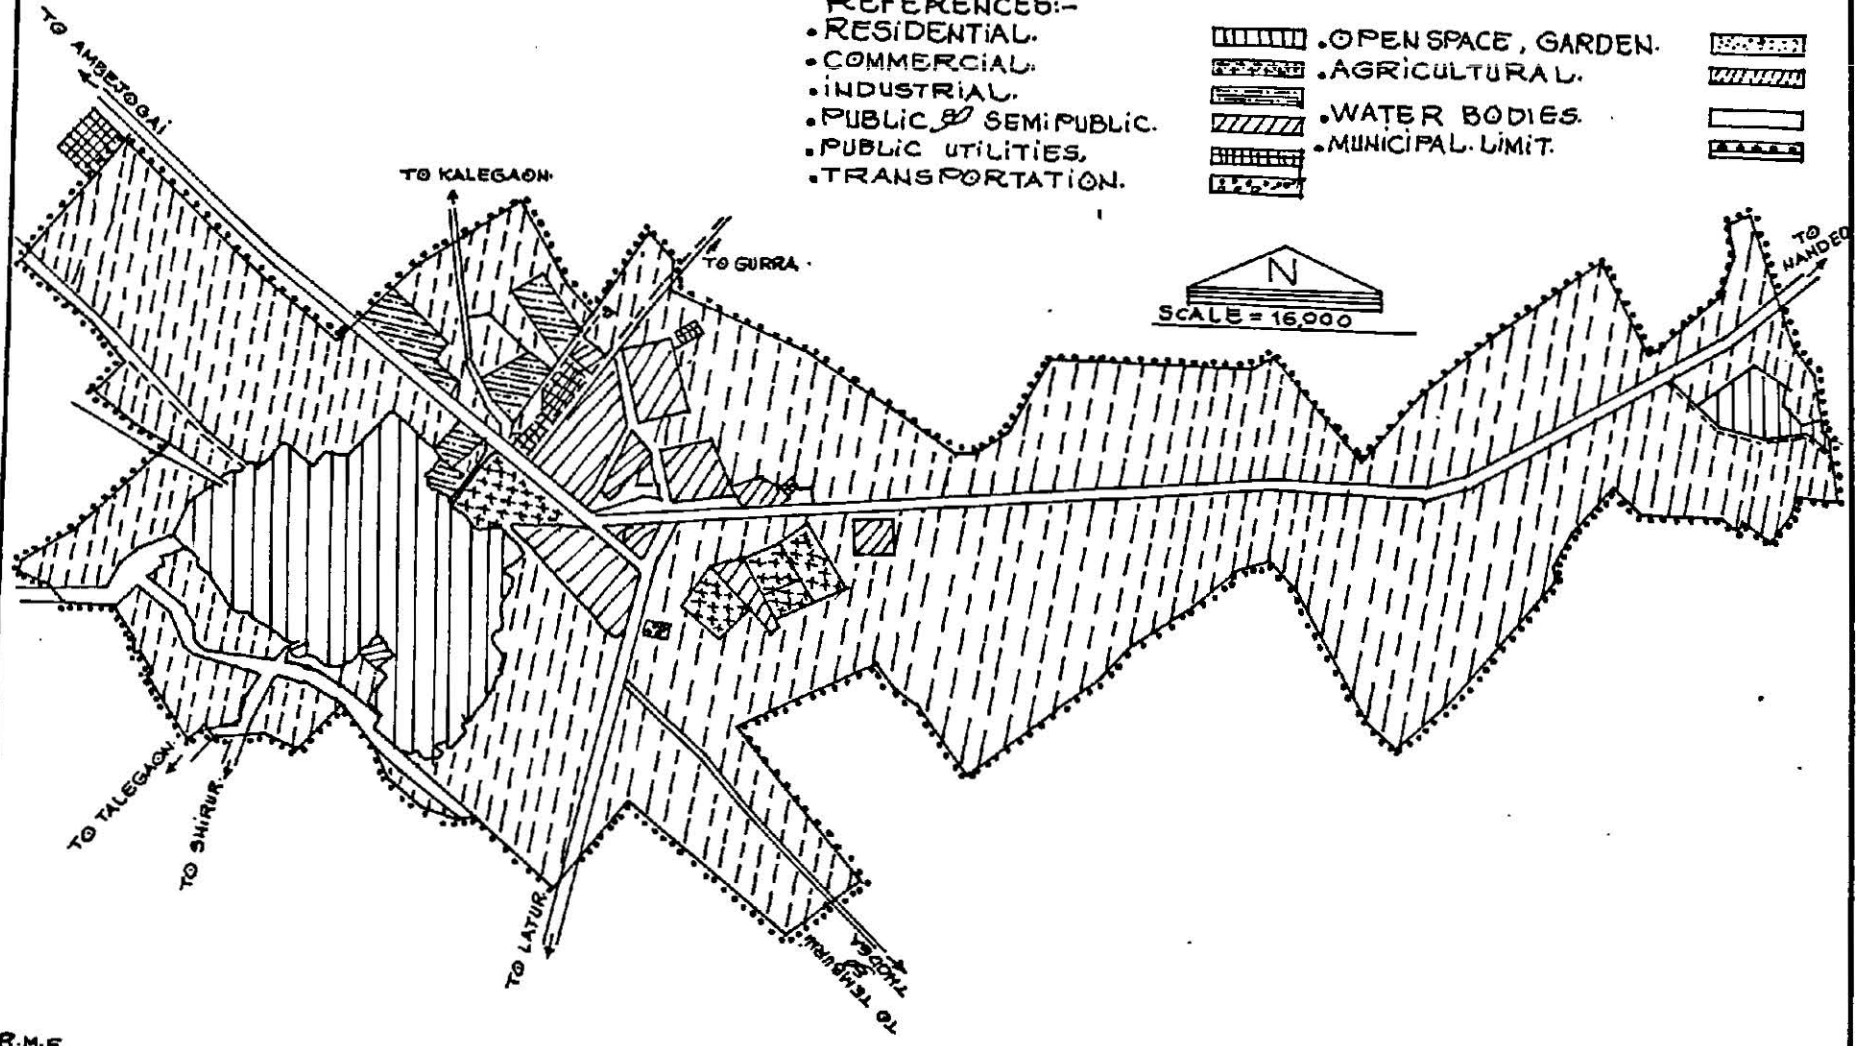 REFERENCES:-
• RESIDENTIAL.
• COMMERCIAL.
• INDUSTRIAL.
• PUBLIC & SEMIPUBLIC.
• PUBLIC UTILITIES.
• TRANSPORTATION.
• OPEN SPACE, GARDEN.
• AGRICULTURAL.
• WATER BODIES.
• MUNICIPAL. LIMIT.
TO AMBEJOGAI
TO KALEGAON.
TO GURRA.
N
SCALE = 16,000
TO NANDED
TO TALEGAON.
TO SHIRUR.
TO LATUR.
TO TEMBURNI
&
THODGA
R.M.E